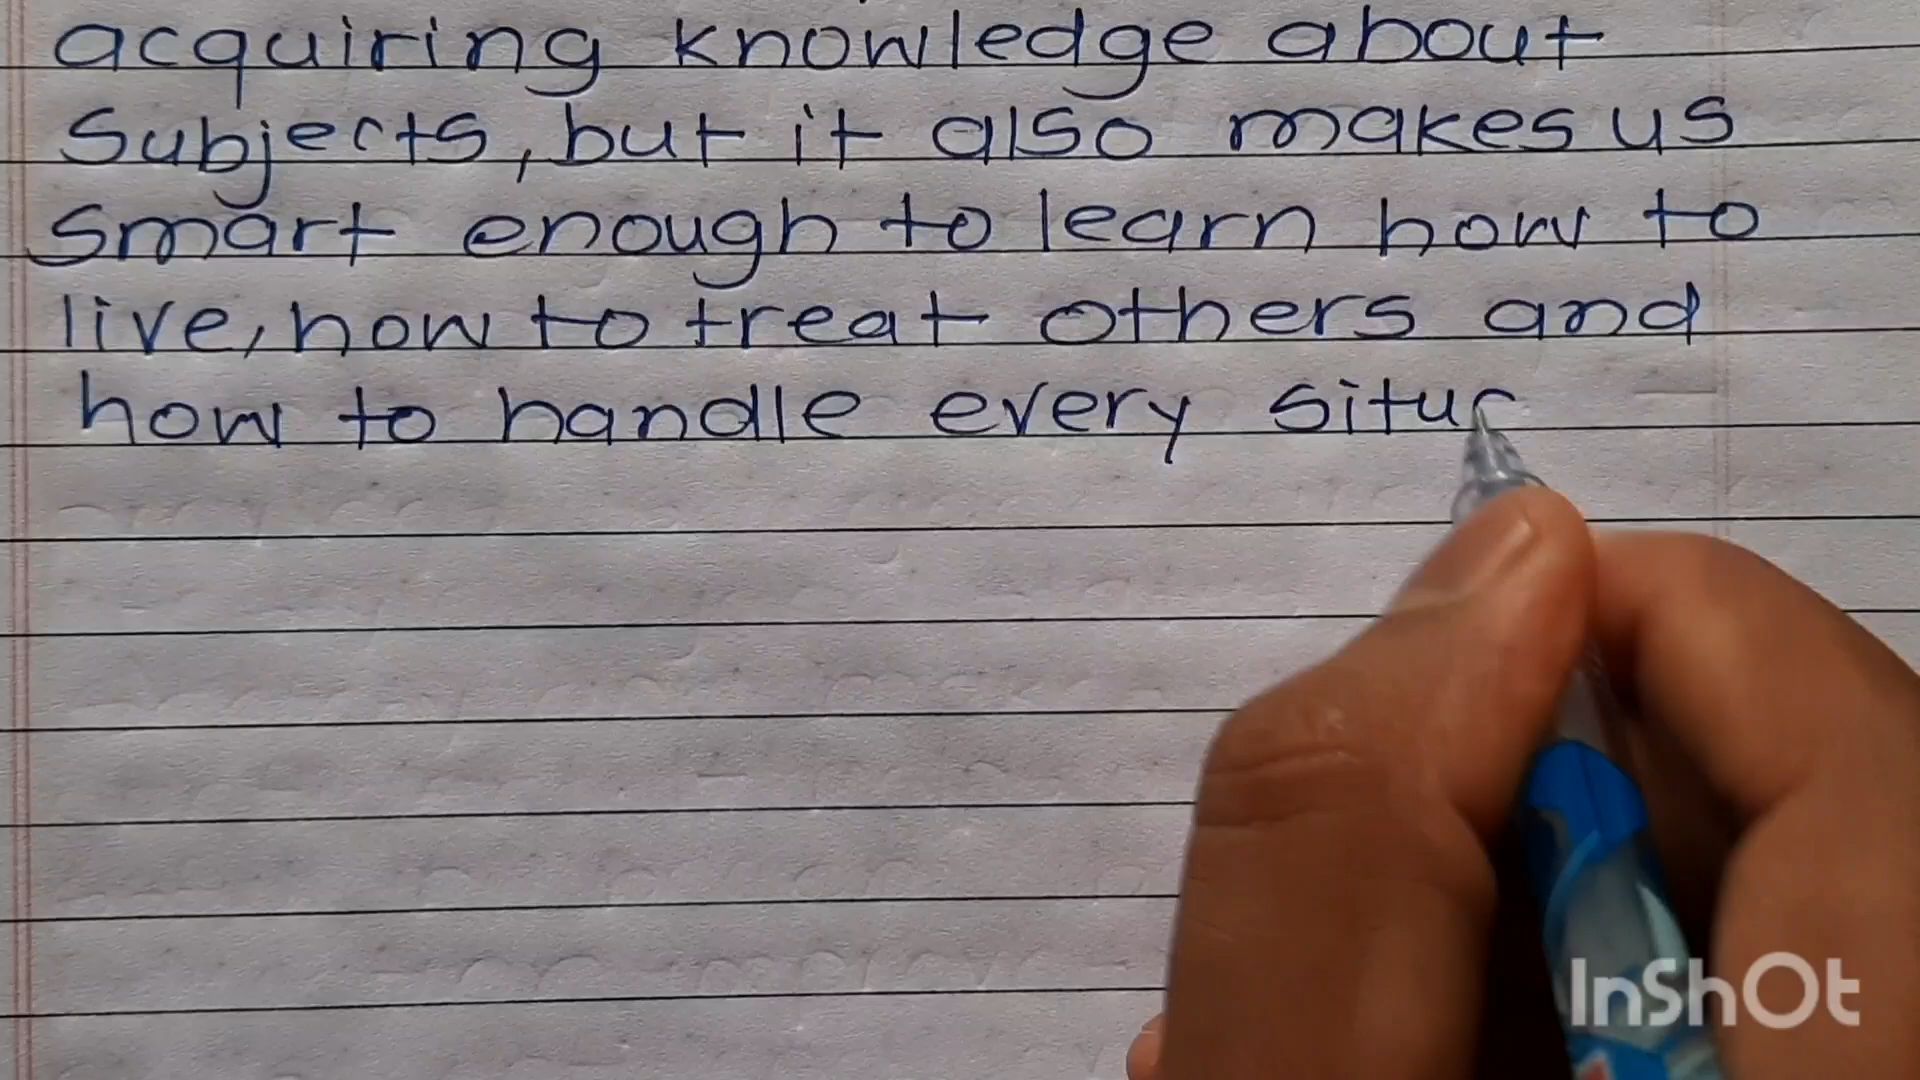 acquiring knowledge about
Subjects, but it also makes us
Smart enough to learn how to
live, how to treat others and
how to handle every situa
InShOt